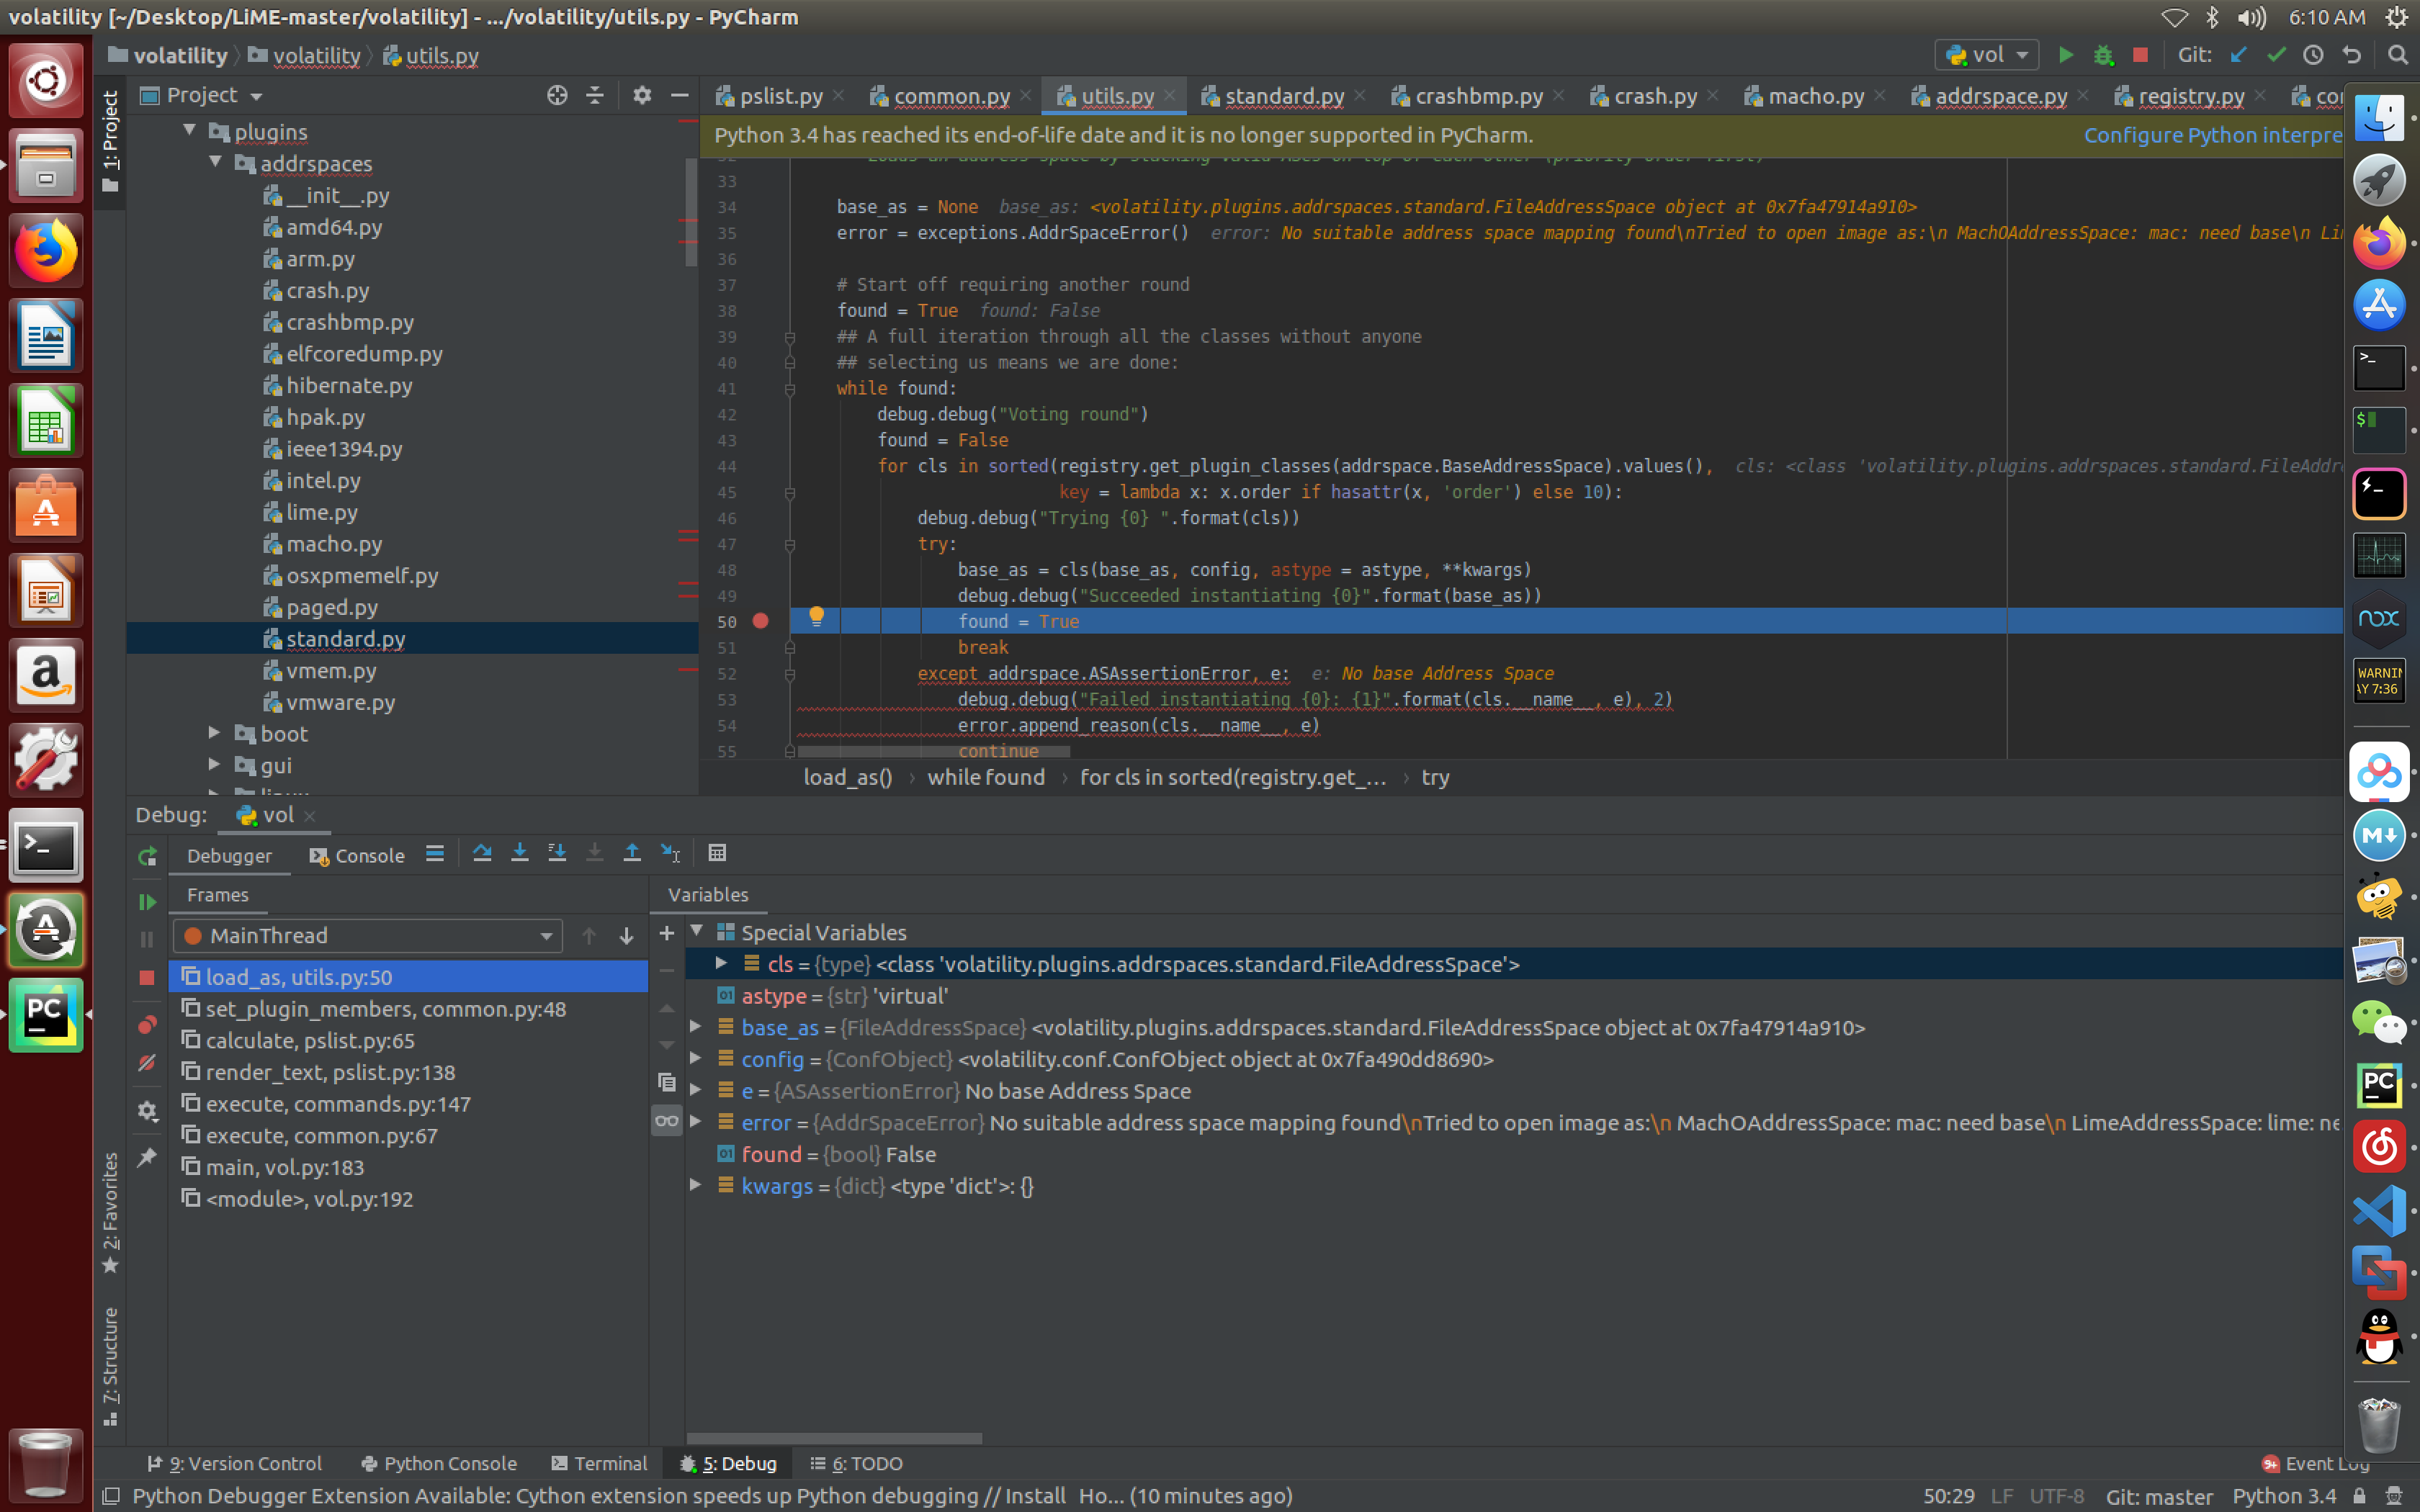 volatility [~/Desktop/LiME-master/volatility] - .../volatility/utils.py - PyCharm
6:10 AM
volatility
volatility
utils.py
vol
Git:
1: Project
Project
pslist.py
common.py
utils.py
standard.py
crashbmp.py
crash.py
macho.py
addrspace.py
registry.py
Python 3.4 has reached its end-of-life date and it is no longer supported in PyCharm.
Configure Python interpre
plugins
addrspaces
__init__.py
amd64.py
arm.py
crash.py
crashbmp.py
elfcoredump.py
hibernate.py
hpak.py
ieee1394.py
intel.py
lime.py
macho.py
osxpmemelf.py
paged.py
standard.py
vmem.py
vmware.py
boot
gui
33
34 base_as = None base_as: <volatility.plugins.addrspaces.standard.FileAddressSpace object at 0x7fa47914a910>
35 error = exceptions.AddrSpaceError() error: No suitable address space mapping found\nTried to open image as:\n MachOAddressSpace: mac: need base\n Li
36
37 # Start off requiring another round
38 found = True found: False
39 ## A full iteration through all the classes without anyone
40 ## selecting us means we are done:
41 while found:
42 debug.debug("Voting round")
43 found = False
44 for cls in sorted(registry.get_plugin_classes(addrspace.BaseAddressSpace).values(), cls: <class 'volatility.plugins.addrspaces.standard.FileAddr
45 key = lambda x: x.order if hasattr(x, 'order') else 10):
46 debug.debug("Trying {0} ".format(cls))
47 try:
48 base_as = cls(base_as, config, astype = astype, **kwargs)
49 debug.debug("Succeeded instantiating {0}".format(base_as))
50 found = True
51 break
52 except addrspace.ASAssertionError, e: e: No base Address Space
53 debug.debug("Failed instantiating {0}: {1}".format(cls.__name__, e), 2)
54 error.append_reason(cls.__name__, e)
55 continue
load_as() › while found › for cls in sorted(registry.get_... › try
Debug:
vol
Debugger
Console
Frames
Variables
MainThread
load_as, utils.py:50
set_plugin_members, common.py:48
calculate, pslist.py:65
render_text, pslist.py:138
execute, commands.py:147
execute, common.py:67
main, vol.py:183
<module>, vol.py:192
Special Variables
cls = {type} <class 'volatility.plugins.addrspaces.standard.FileAddressSpace'>
astype = {str} 'virtual'
base_as = {FileAddressSpace} <volatility.plugins.addrspaces.standard.FileAddressSpace object at 0x7fa47914a910>
config = {ConfObject} <volatility.conf.ConfObject object at 0x7fa490dd8690>
e = {ASAssertionError} No base Address Space
error = {AddrSpaceError} No suitable address space mapping found\nTried to open image as:\n MachOAddressSpace: mac: need base\n LimeAddressSpace: lime: ne
found = {bool} False
kwargs = {dict} <type 'dict'>: {}
2: Favorites
7: Structure
9: Version Control
Python Console
Terminal
5: Debug
6: TODO
Event Log
Python Debugger Extension Available: Cython extension speeds up Python debugging // Install Ho... (10 minutes ago)
50:29
LF
UTF-8
Git: master
Python 3.4
PC
nox
WARNIN
AY 7:36
M
PC